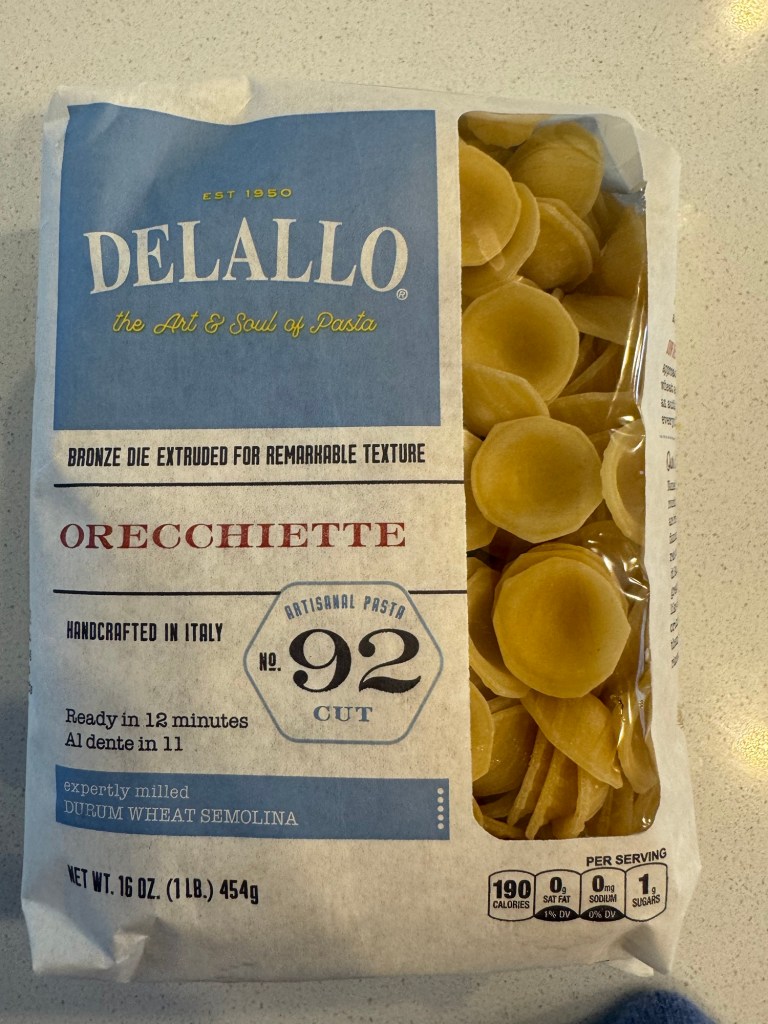 EST 1950
DELALLO®
the Art & Soul of Pasta
BRONZE DIE EXTRUDED FOR REMARKABLE TEXTURE
ORECCHIETTE
HANDCRAFTED IN ITALY
ARTISANAL PASTA
No. 92
CUT
Ready in 12 minutes
Al dente in 11
expertly milled
DURUM WHEAT SEMOLINA
NET WT. 16 OZ. (1 LB.) 454g
PER SERVING
190 CALORIES
0g SAT FAT 1% DV
0mg SODIUM 0% DV
1g SUGARS